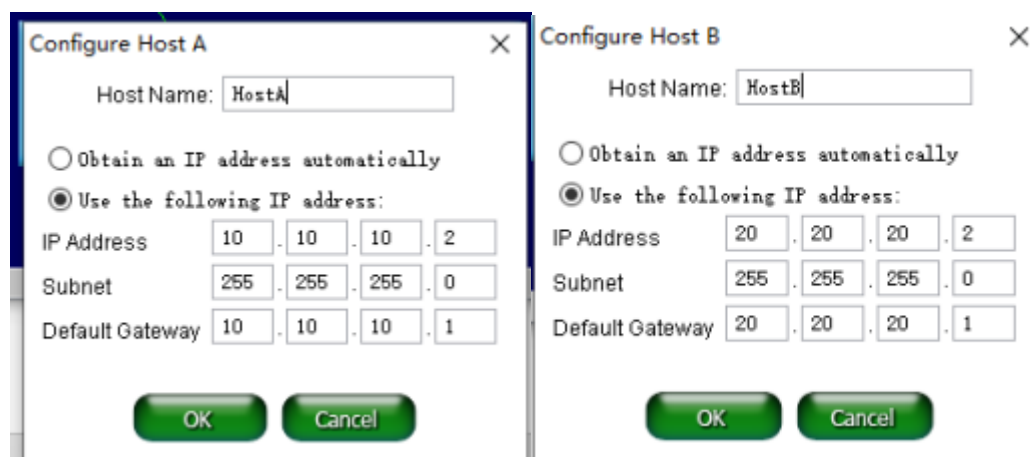 Configure Host A
Host Name: HostA
Obtain an IP address automatically
Use the following IP address:
IP Address 10 . 10 . 10 . 2
Subnet 255 . 255 . 255 . 0
Default Gateway 10 . 10 . 10 . 1
OK Cancel
Configure Host B
Host Name: HostB
Obtain an IP address automatically
Use the following IP address:
IP Address 20 . 20 . 20 . 2
Subnet 255 . 255 . 255 . 0
Default Gateway 20 . 20 . 20 . 1
OK Cancel